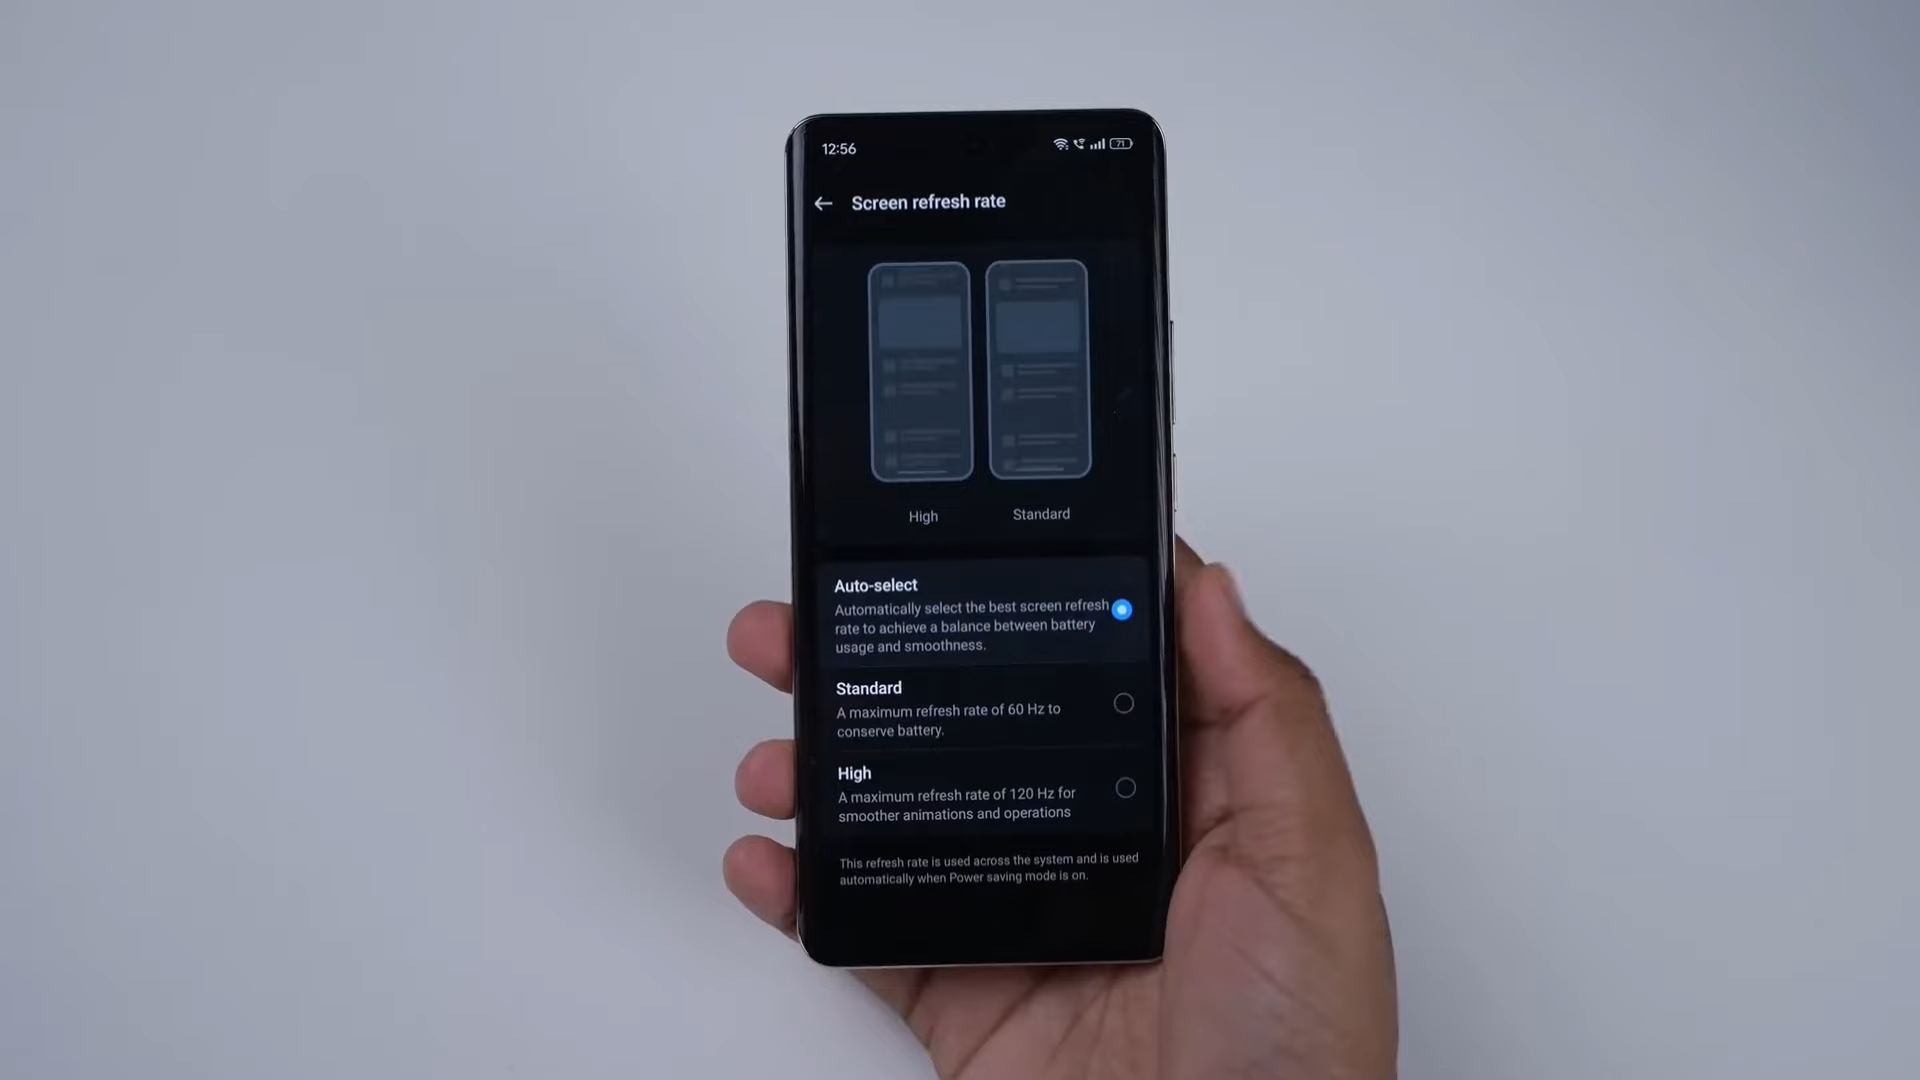 12:56
71
Screen refresh rate
High
Standard
Auto-select
Automatically select the best screen refresh
rate to achieve a balance between battery
usage and smoothness.
Standard
A maximum refresh rate of 60 Hz to
conserve battery.
High
A maximum refresh rate of 120 Hz for
smoother animations and operations
This refresh rate is used across the system and is used
automatically when Power saving mode is on.